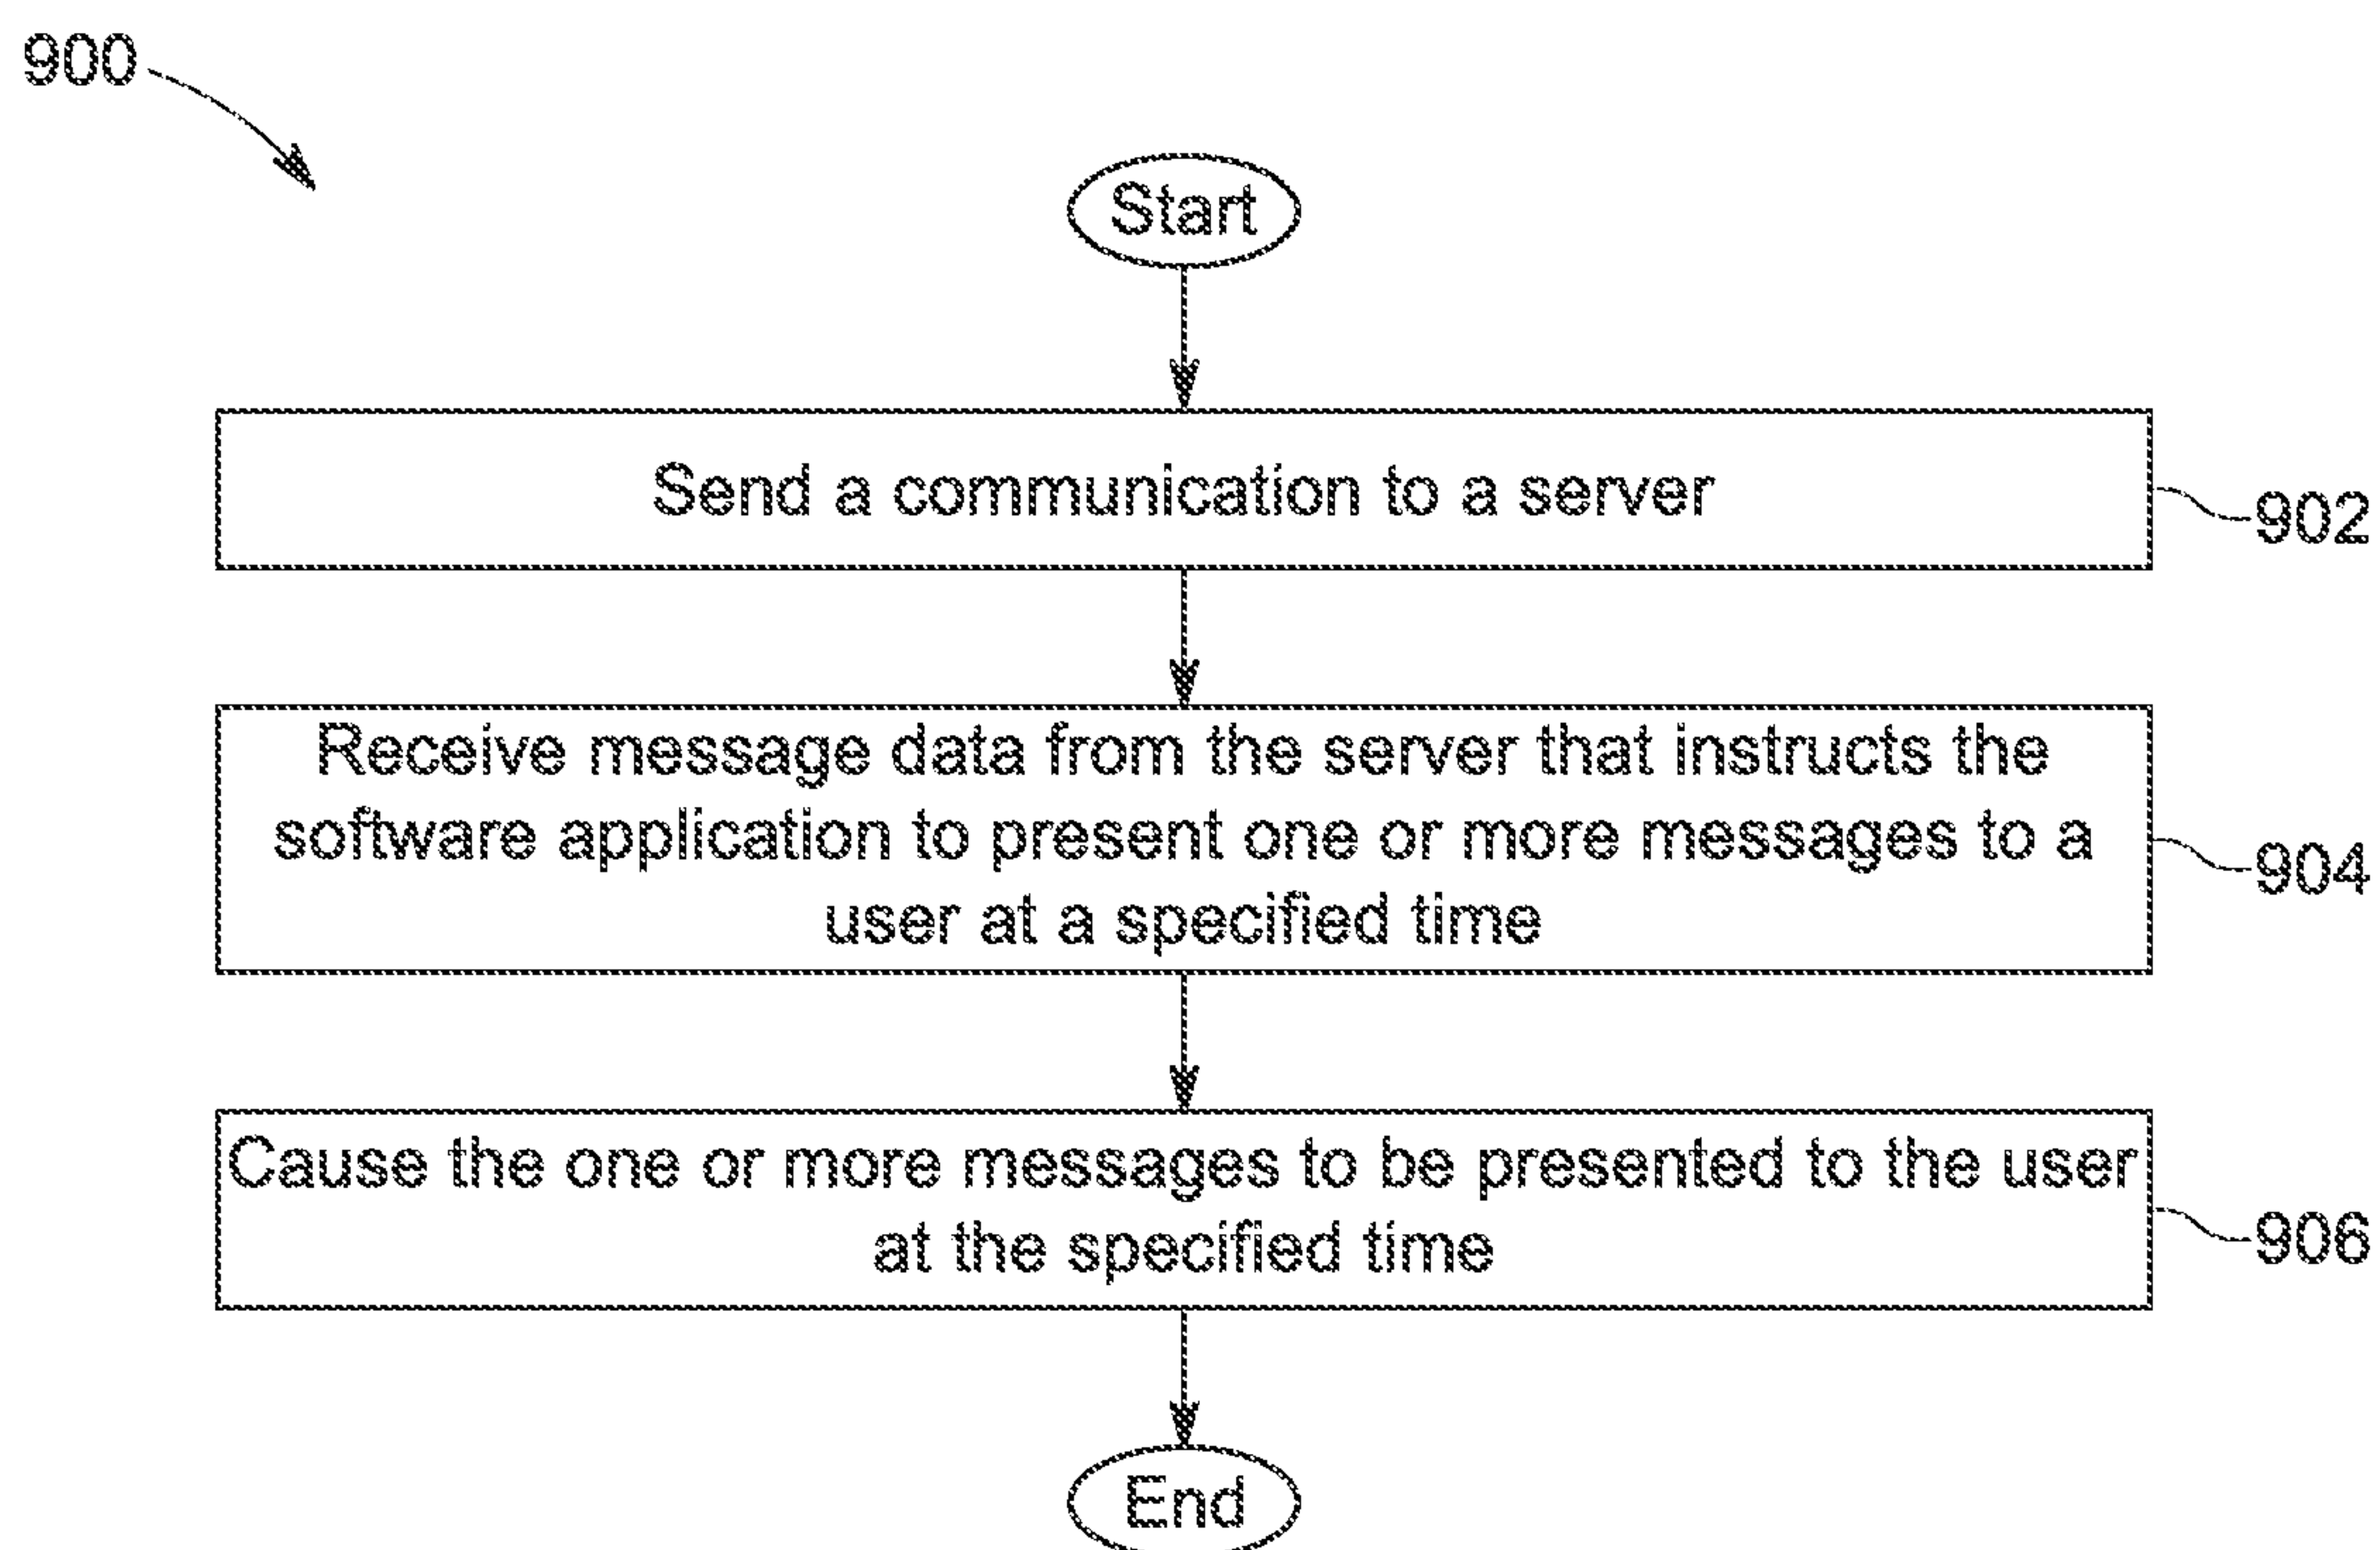 900
Start
Send a communication to a server
902
Receive message data from the server that instructs the
software application to present one or more messages to a
user at a specified time
904
Cause the one or more messages to be presented to the user
at the specified time
906
End